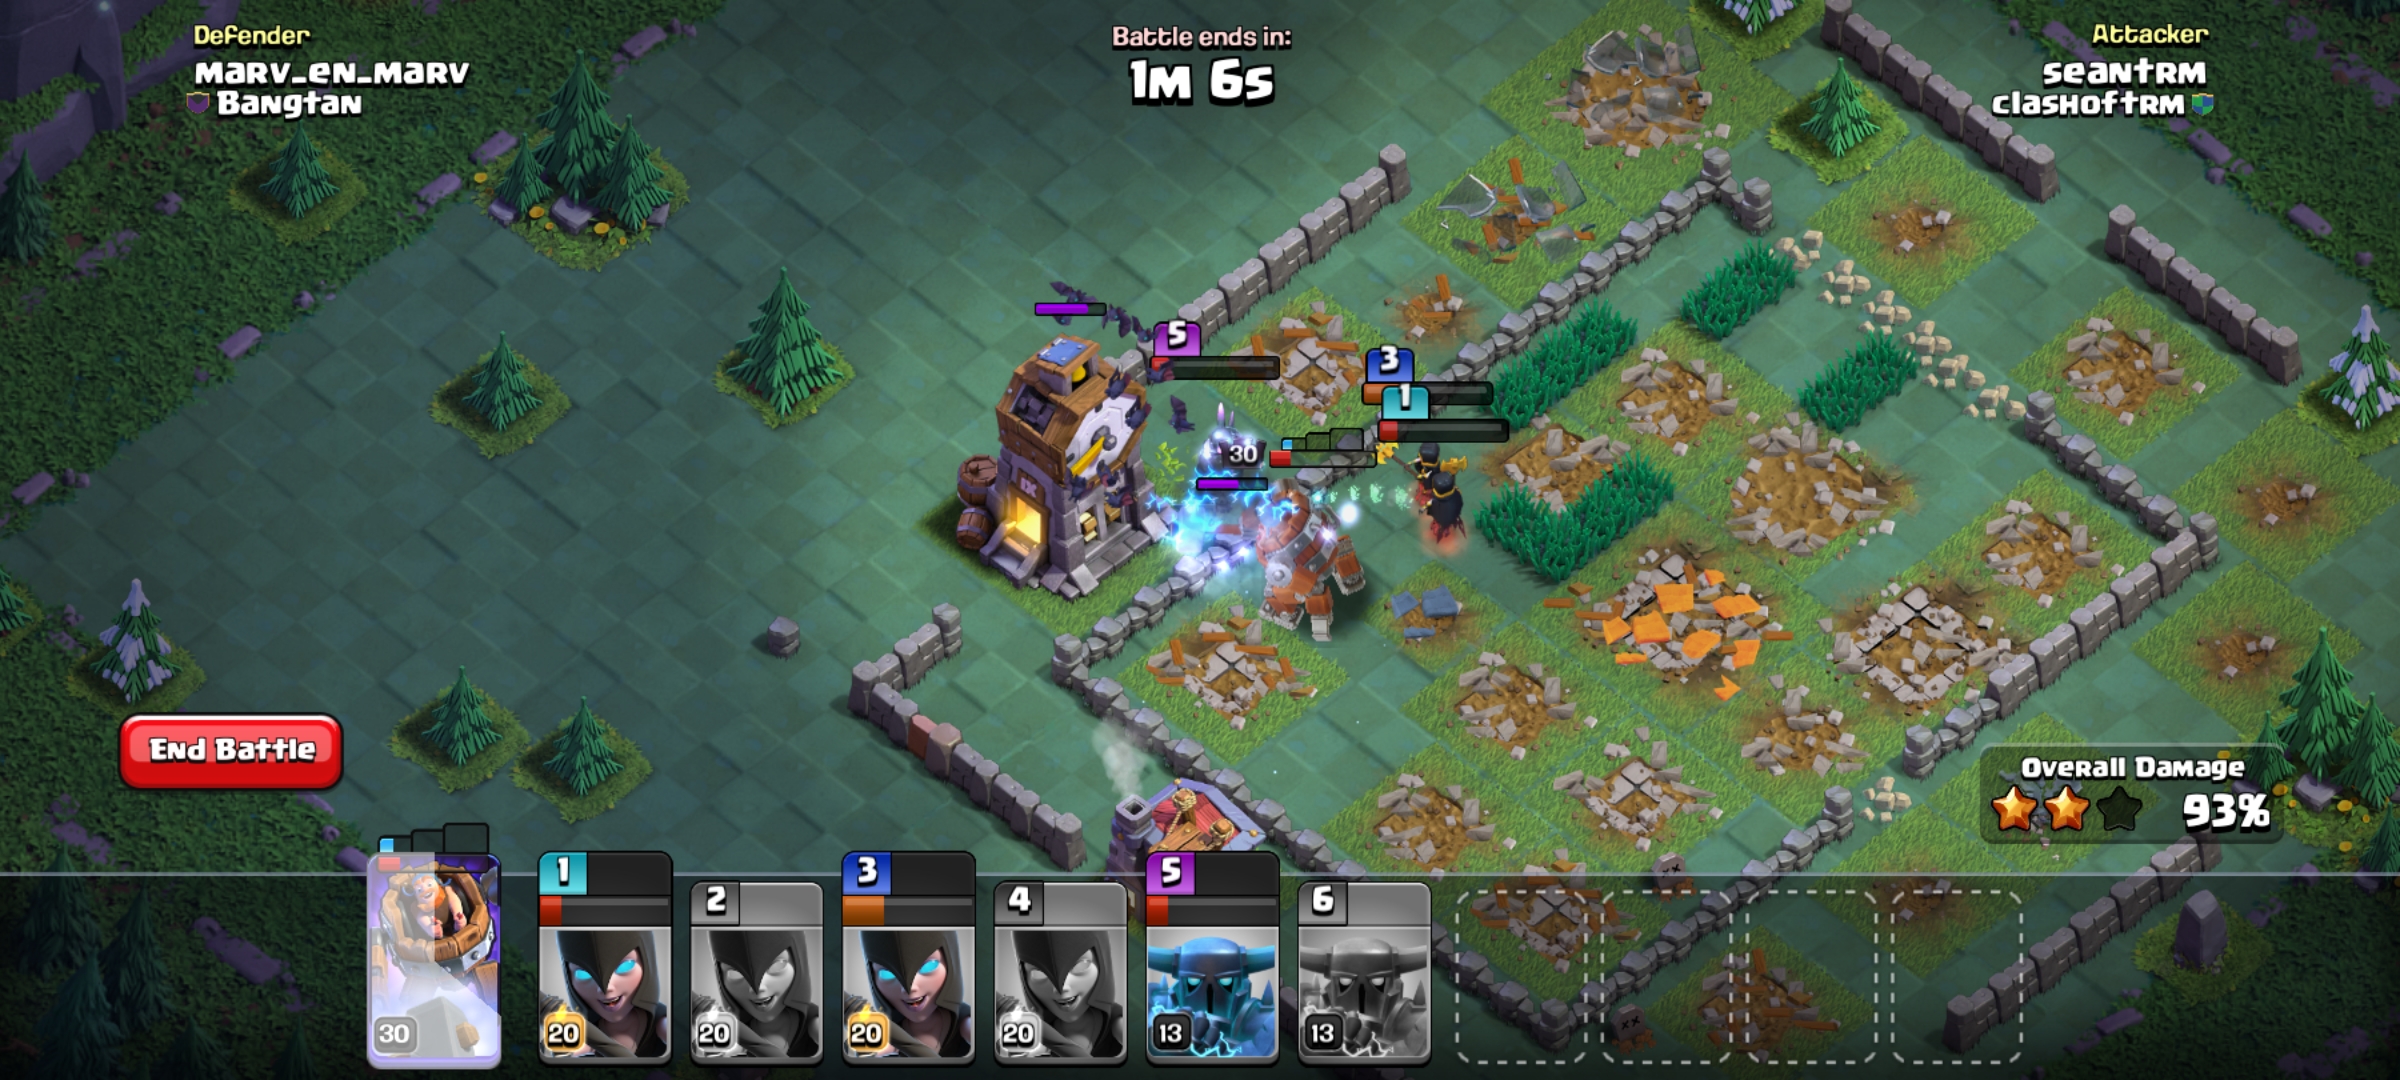 Defender
marv_en_marv
Bangtan
Battle ends in:
1m 6s
Attacker
seantrm
clashoftrm
5
3
1
30
IX
End Battle
Overall Damage
93%
1
2
3
4
5
6
30
20
20
20
20
13
13